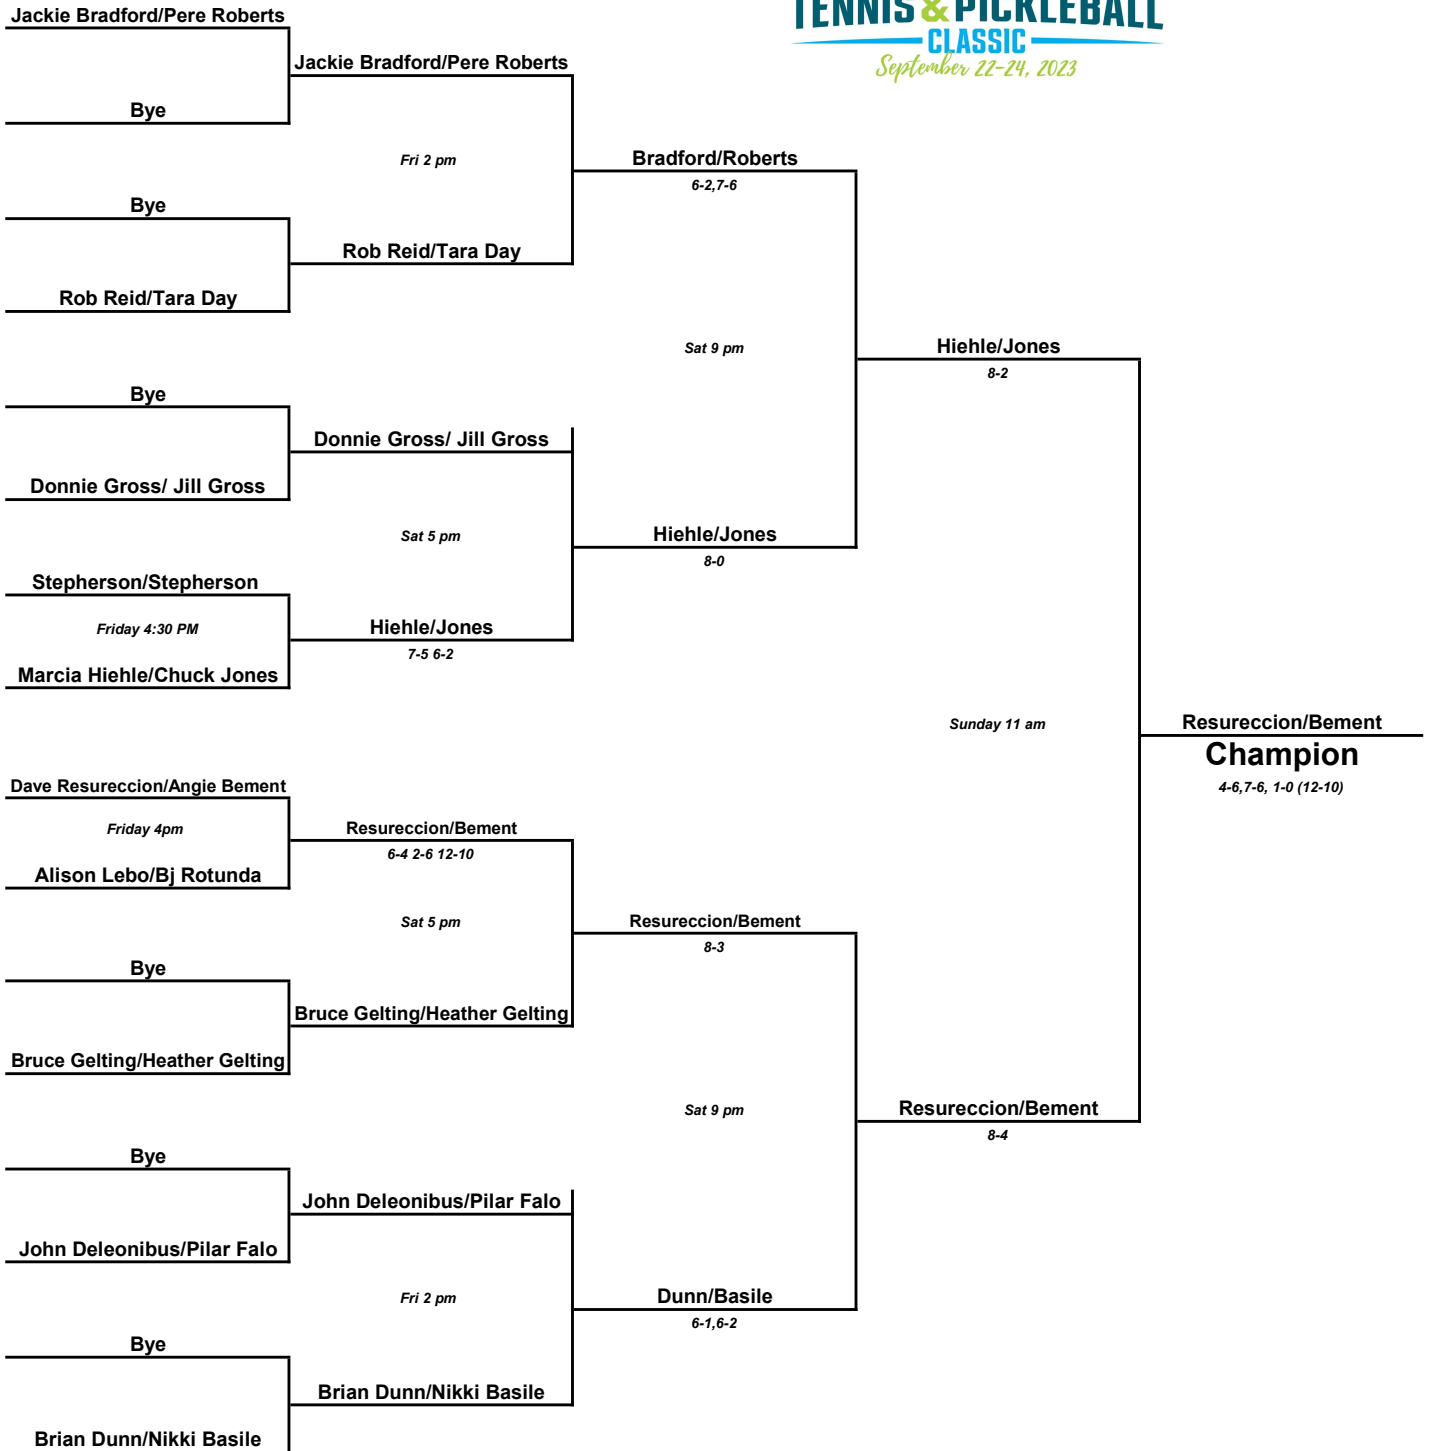 TENNIS & PICKLEBALL
CLASSIC
September 22-24, 2023
Jackie Bradford/Pere Roberts
Jackie Bradford/Pere Roberts
Bye
Fri 2 pm
Bradford/Roberts
6-2,7-6
Bye
Rob Reid/Tara Day
Rob Reid/Tara Day
Sat 9 pm
Hiehle/Jones
8-2
Bye
Donnie Gross/ Jill Gross
Donnie Gross/ Jill Gross
Sat 5 pm
Hiehle/Jones
8-0
Stepherson/Stepherson
Friday 4:30 PM
Hiehle/Jones
7-5 6-2
Marcia Hiehle/Chuck Jones
Sunday 11 am
Resureccion/Bement
Champion
4-6,7-6, 1-0 (12-10)
Dave Resureccion/Angie Bement
Friday 4pm
Resureccion/Bement
6-4 2-6 12-10
Alison Lebo/Bj Rotunda
Sat 5 pm
Resureccion/Bement
8-3
Bye
Bruce Gelting/Heather Gelting
Bruce Gelting/Heather Gelting
Sat 9 pm
Resureccion/Bement
8-4
Bye
John Deleonibus/Pilar Falo
John Deleonibus/Pilar Falo
Fri 2 pm
Dunn/Basile
6-1,6-2
Bye
Brian Dunn/Nikki Basile
Brian Dunn/Nikki Basile